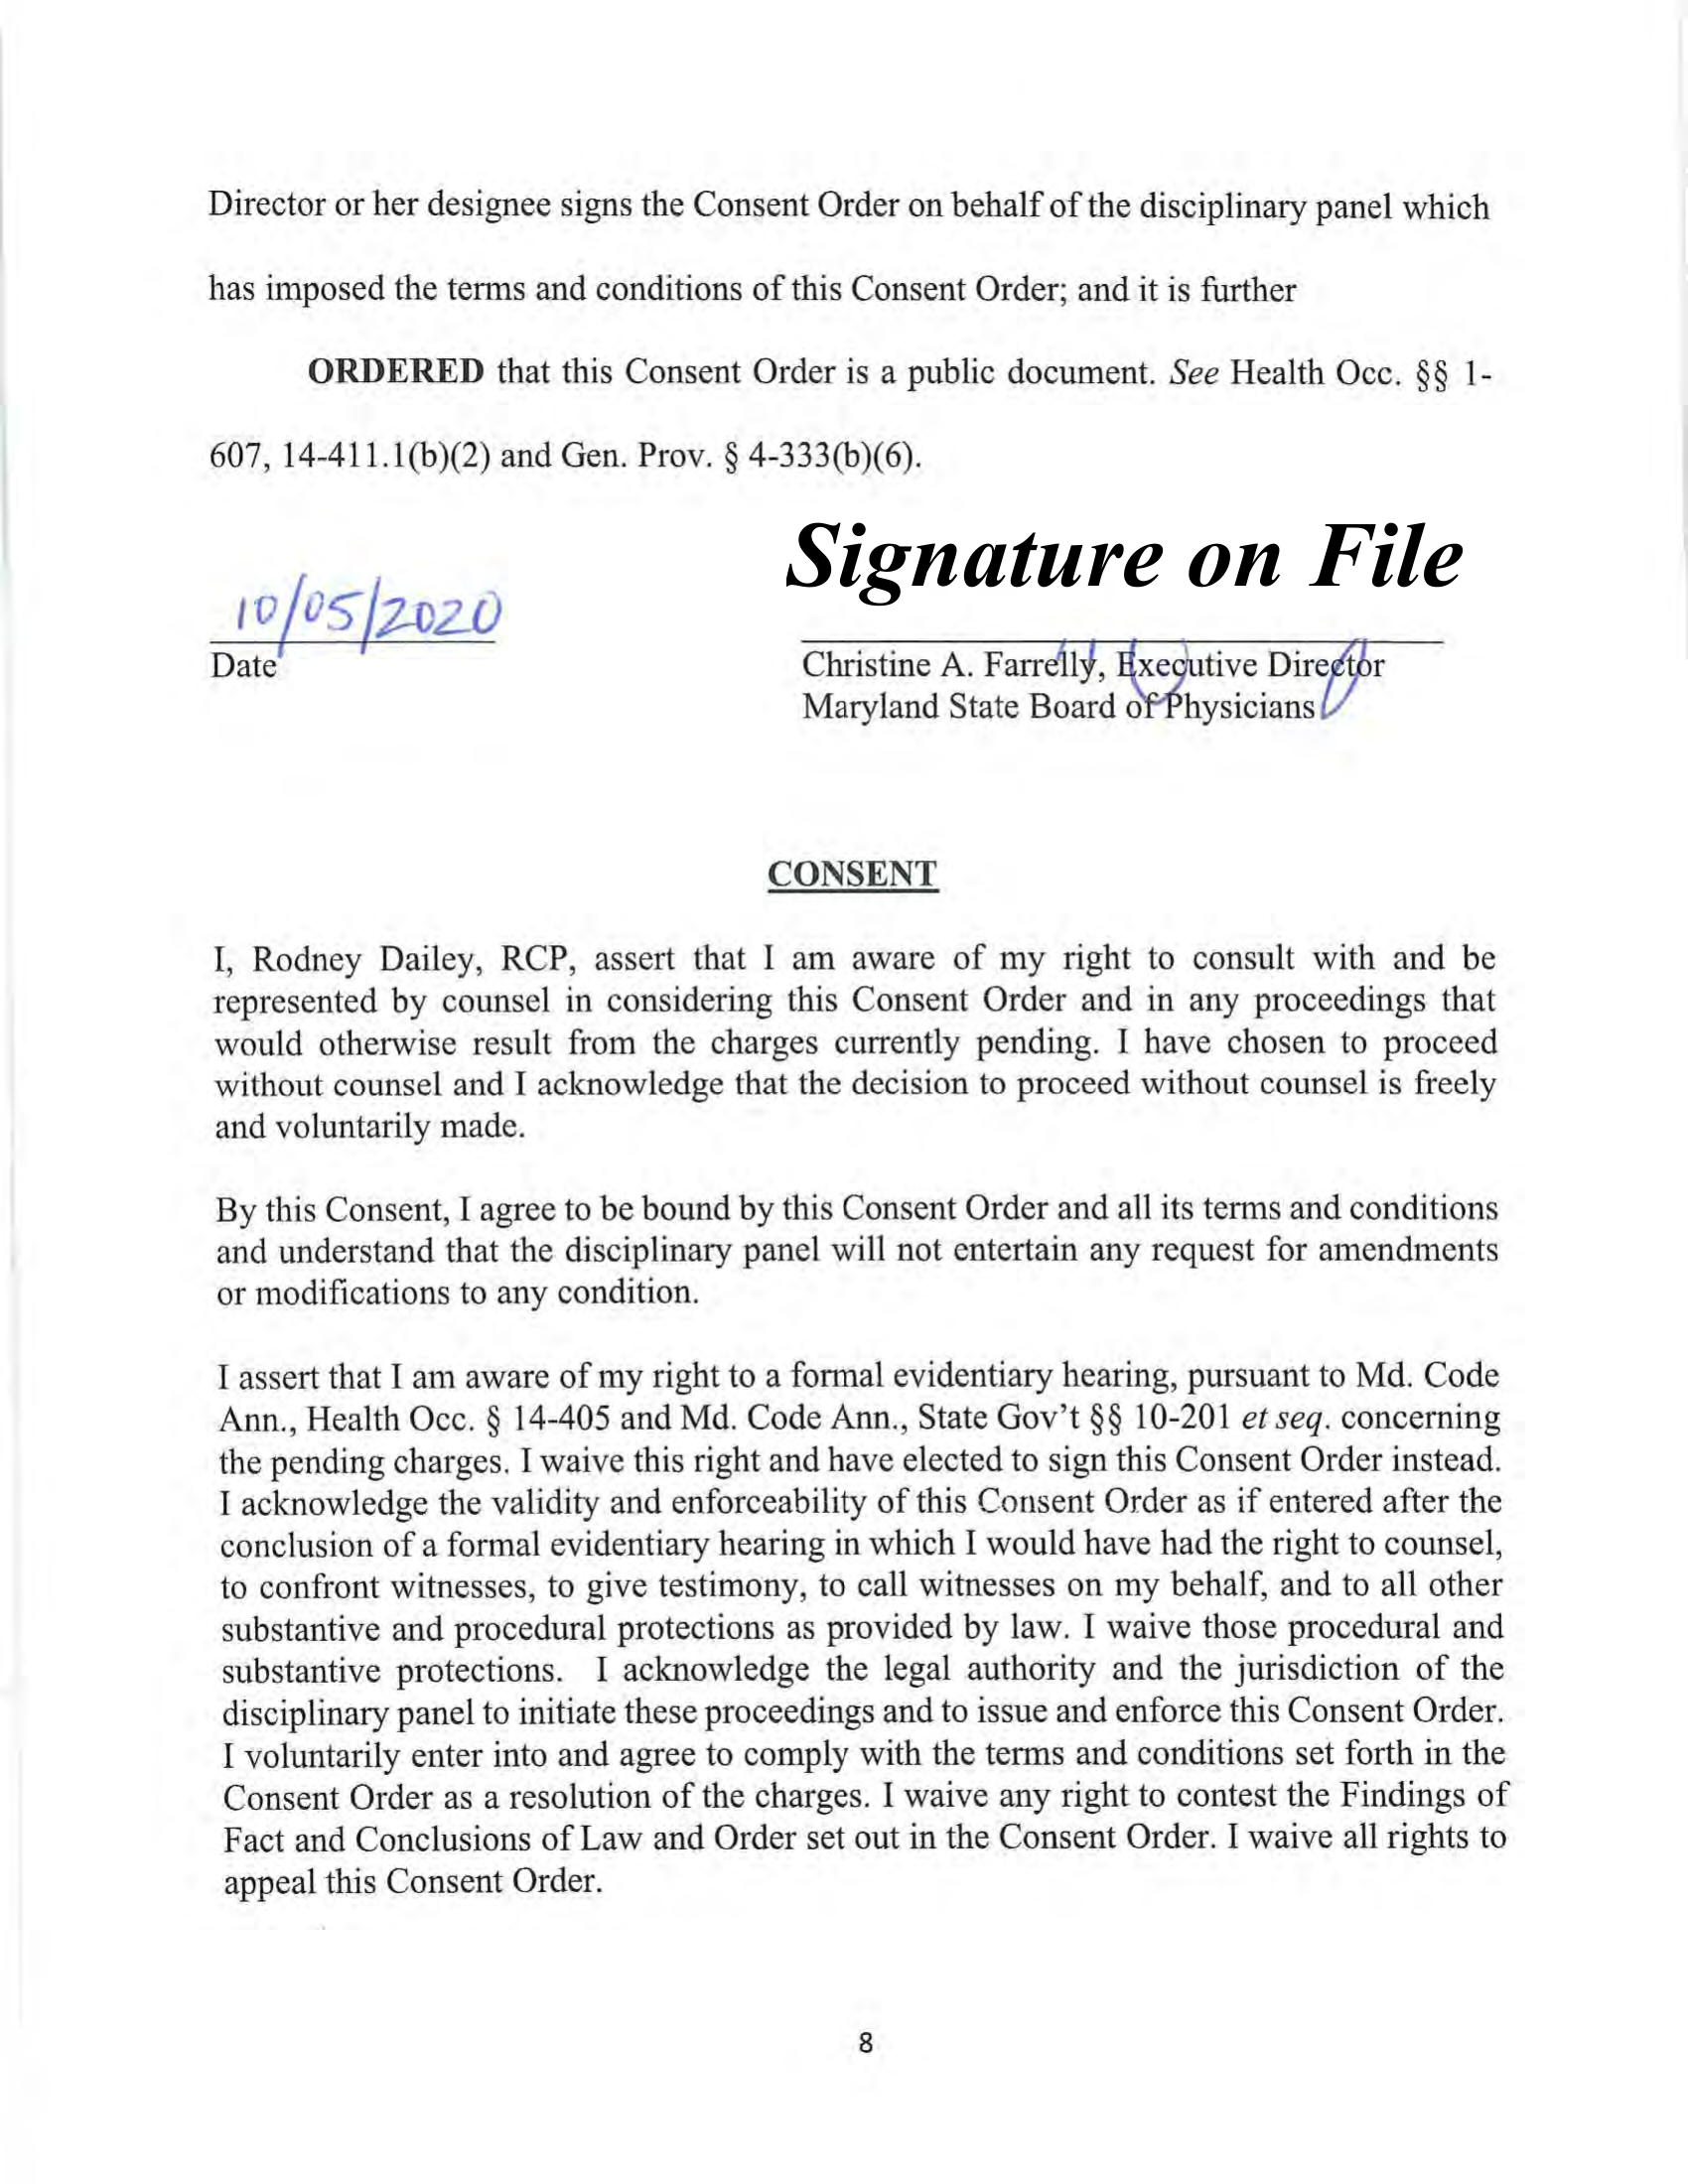 Director or her designee signs the Consent Order on behalf of the disciplinary panel which
has imposed the terms and conditions of this Consent Order; and it is further
ORDERED that this Consent Order is a public document. See Health Occ. §§ 1-
607, 14-411.1(b)(2) and Gen. Prov. § 4-333(b)(6).
Signature on File
10/05/2020
Date
Christine A. Farrelly, Executive Director
Maryland State Board of Physicians
CONSENT
I, Rodney Dailey, RCP, assert that I am aware of my right to consult with and be
represented by counsel in considering this Consent Order and in any proceedings that
would otherwise result from the charges currently pending. I have chosen to proceed
without counsel and I acknowledge that the decision to proceed without counsel is freely
and voluntarily made.
By this Consent, I agree to be bound by this Consent Order and all its terms and conditions
and understand that the disciplinary panel will not entertain any request for amendments
or modifications to any condition.
I assert that I am aware of my right to a formal evidentiary hearing, pursuant to Md. Code
Ann., Health Occ. § 14-405 and Md. Code Ann., State Gov't §§ 10-201 et seq. concerning
the pending charges. I waive this right and have elected to sign this Consent Order instead.
I acknowledge the validity and enforceability of this Consent Order as if entered after the
conclusion of a formal evidentiary hearing in which I would have had the right to counsel,
to confront witnesses, to give testimony, to call witnesses on my behalf, and to all other
substantive and procedural protections as provided by law. I waive those procedural and
substantive protections. I acknowledge the legal authority and the jurisdiction of the
disciplinary panel to initiate these proceedings and to issue and enforce this Consent Order.
I voluntarily enter into and agree to comply with the terms and conditions set forth in the
Consent Order as a resolution of the charges. I waive any right to contest the Findings of
Fact and Conclusions of Law and Order set out in the Consent Order. I waive all rights to
appeal this Consent Order.
8